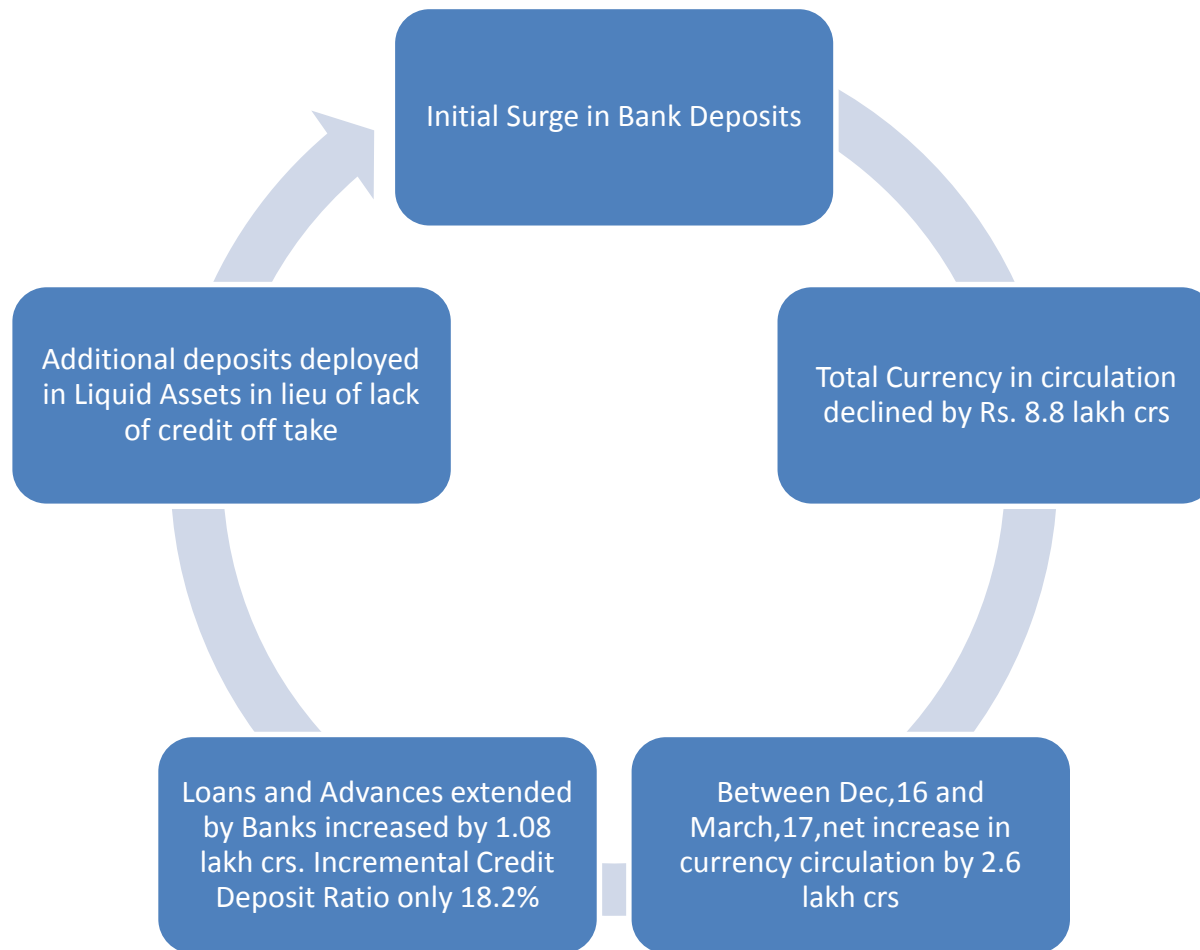 Initial Surge in Bank Deposits
Total Currency in circulation
declined by Rs. 8.8 lakh crs
Between Dec,16 and
March,17,net increase in
currency circulation by 2.6
lakh crs
Loans and Advances extended
by Banks increased by 1.08
lakh crs. Incremental Credit
Deposit Ratio only 18.2%
Additional deposits deployed
in Liquid Assets in lieu of lack
of credit off take